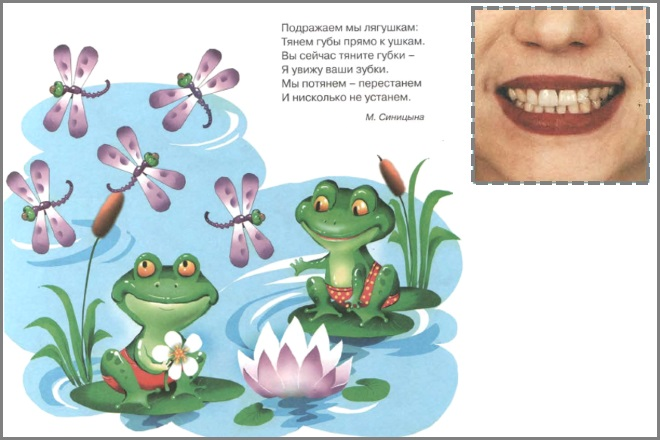 Подражаем мы лягушкам:
Тянем губы прямо к ушкам.
Вы сейчас тяните губки –
Я увижу ваши зубки.
Мы потянем – перестанем
И нисколько не устанем.
М. Синицына